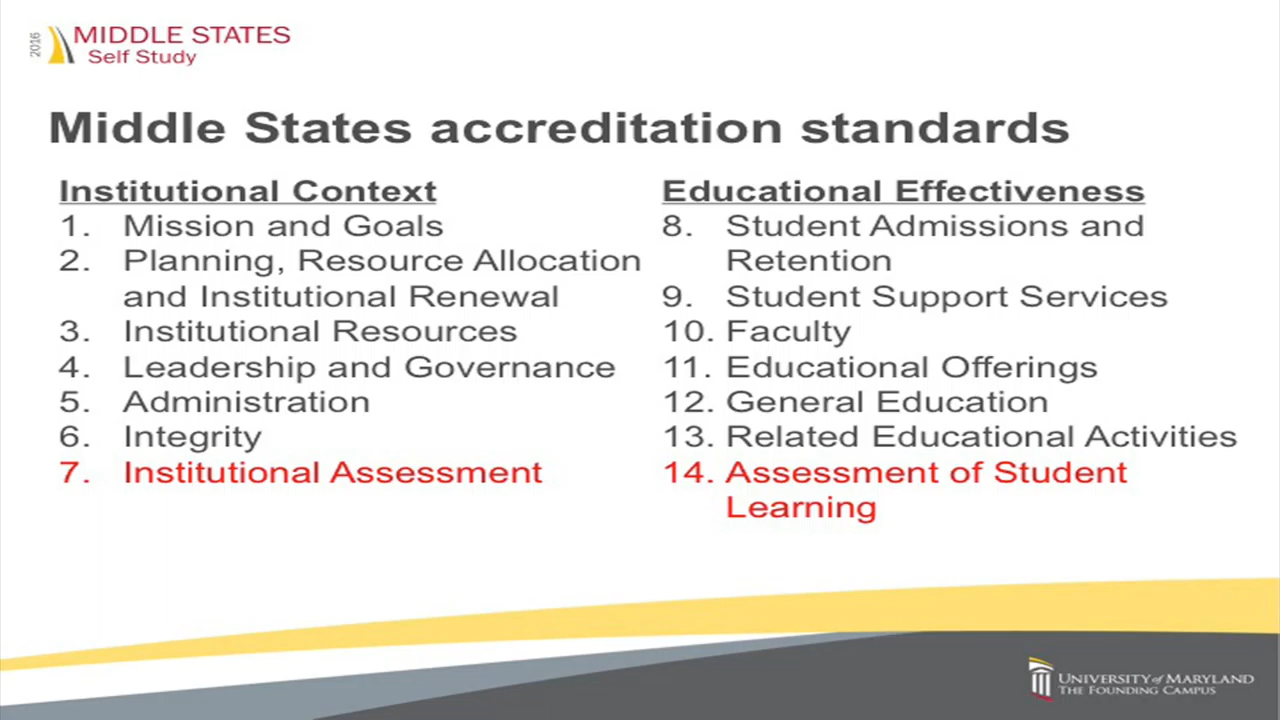 2016
MIDDLE STATES
Self Study
Middle States accreditation standards
Institutional Context
1. Mission and Goals
2. Planning, Resource Allocation
and Institutional Renewal
3. Institutional Resources
4. Leadership and Governance
5. Administration
6. Integrity
7. Institutional Assessment
Educational Effectiveness
8. Student Admissions and
Retention
9. Student Support Services
10. Faculty
11. Educational Offerings
12. General Education
13. Related Educational Activities
14. Assessment of Student
Learning
UNIVERSITY of MARYLAND
THE FOUNDING CAMPUS